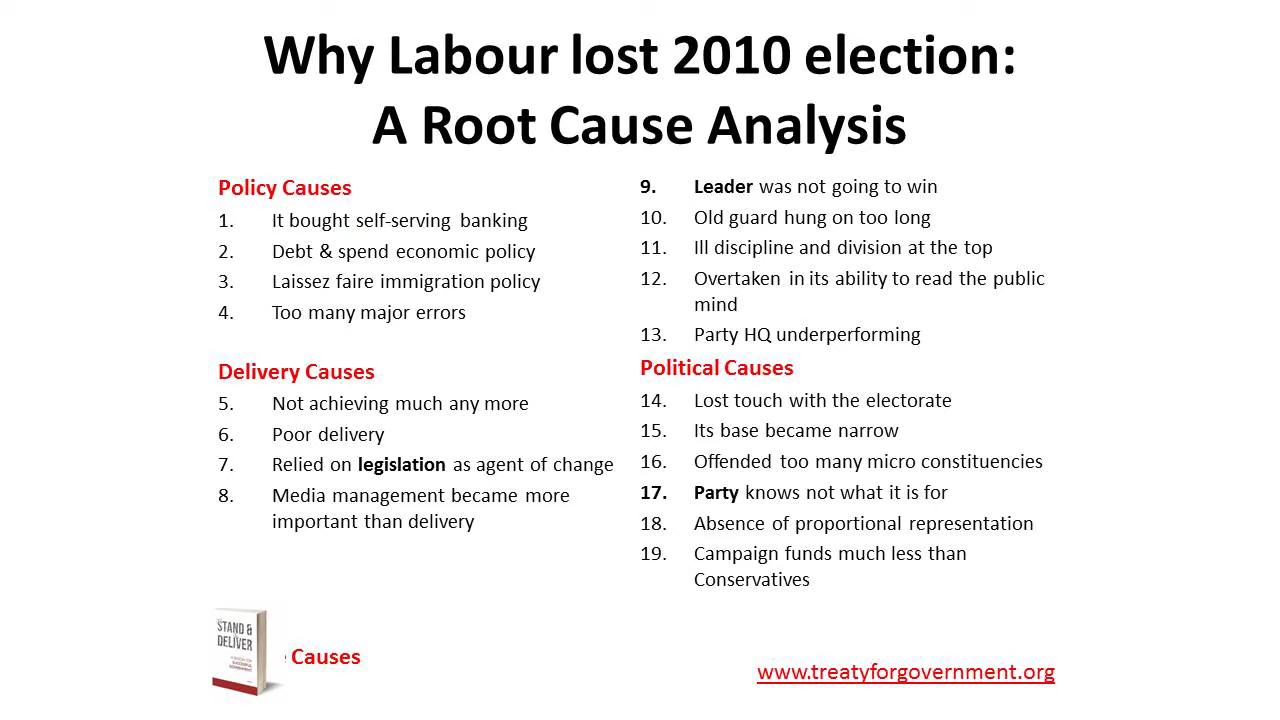 Why Labour lost 2010 election:
A Root Cause Analysis
Policy Causes
1. It bought self-serving banking
2. Debt & spend economic policy
3. Laissez faire immigration policy
4. Too many major errors
Delivery Causes
5. Not achieving much any more
6. Poor delivery
7. Relied on legislation as agent of change
8. Media management became more
important than delivery
Causes
9. Leader was not going to win
10. Old guard hung on too long
11. Ill discipline and division at the top
12. Overtaken in its ability to read the public
mind
13. Party HQ underperforming
Political Causes
14. Lost touch with the electorate
15. Its base became narrow
16. Offended too many micro constituencies
17. Party knows not what it is for
18. Absence of proportional representation
19. Campaign funds much less than
Conservatives
STAND &
DELIVER
www.treatyforgovernment.org